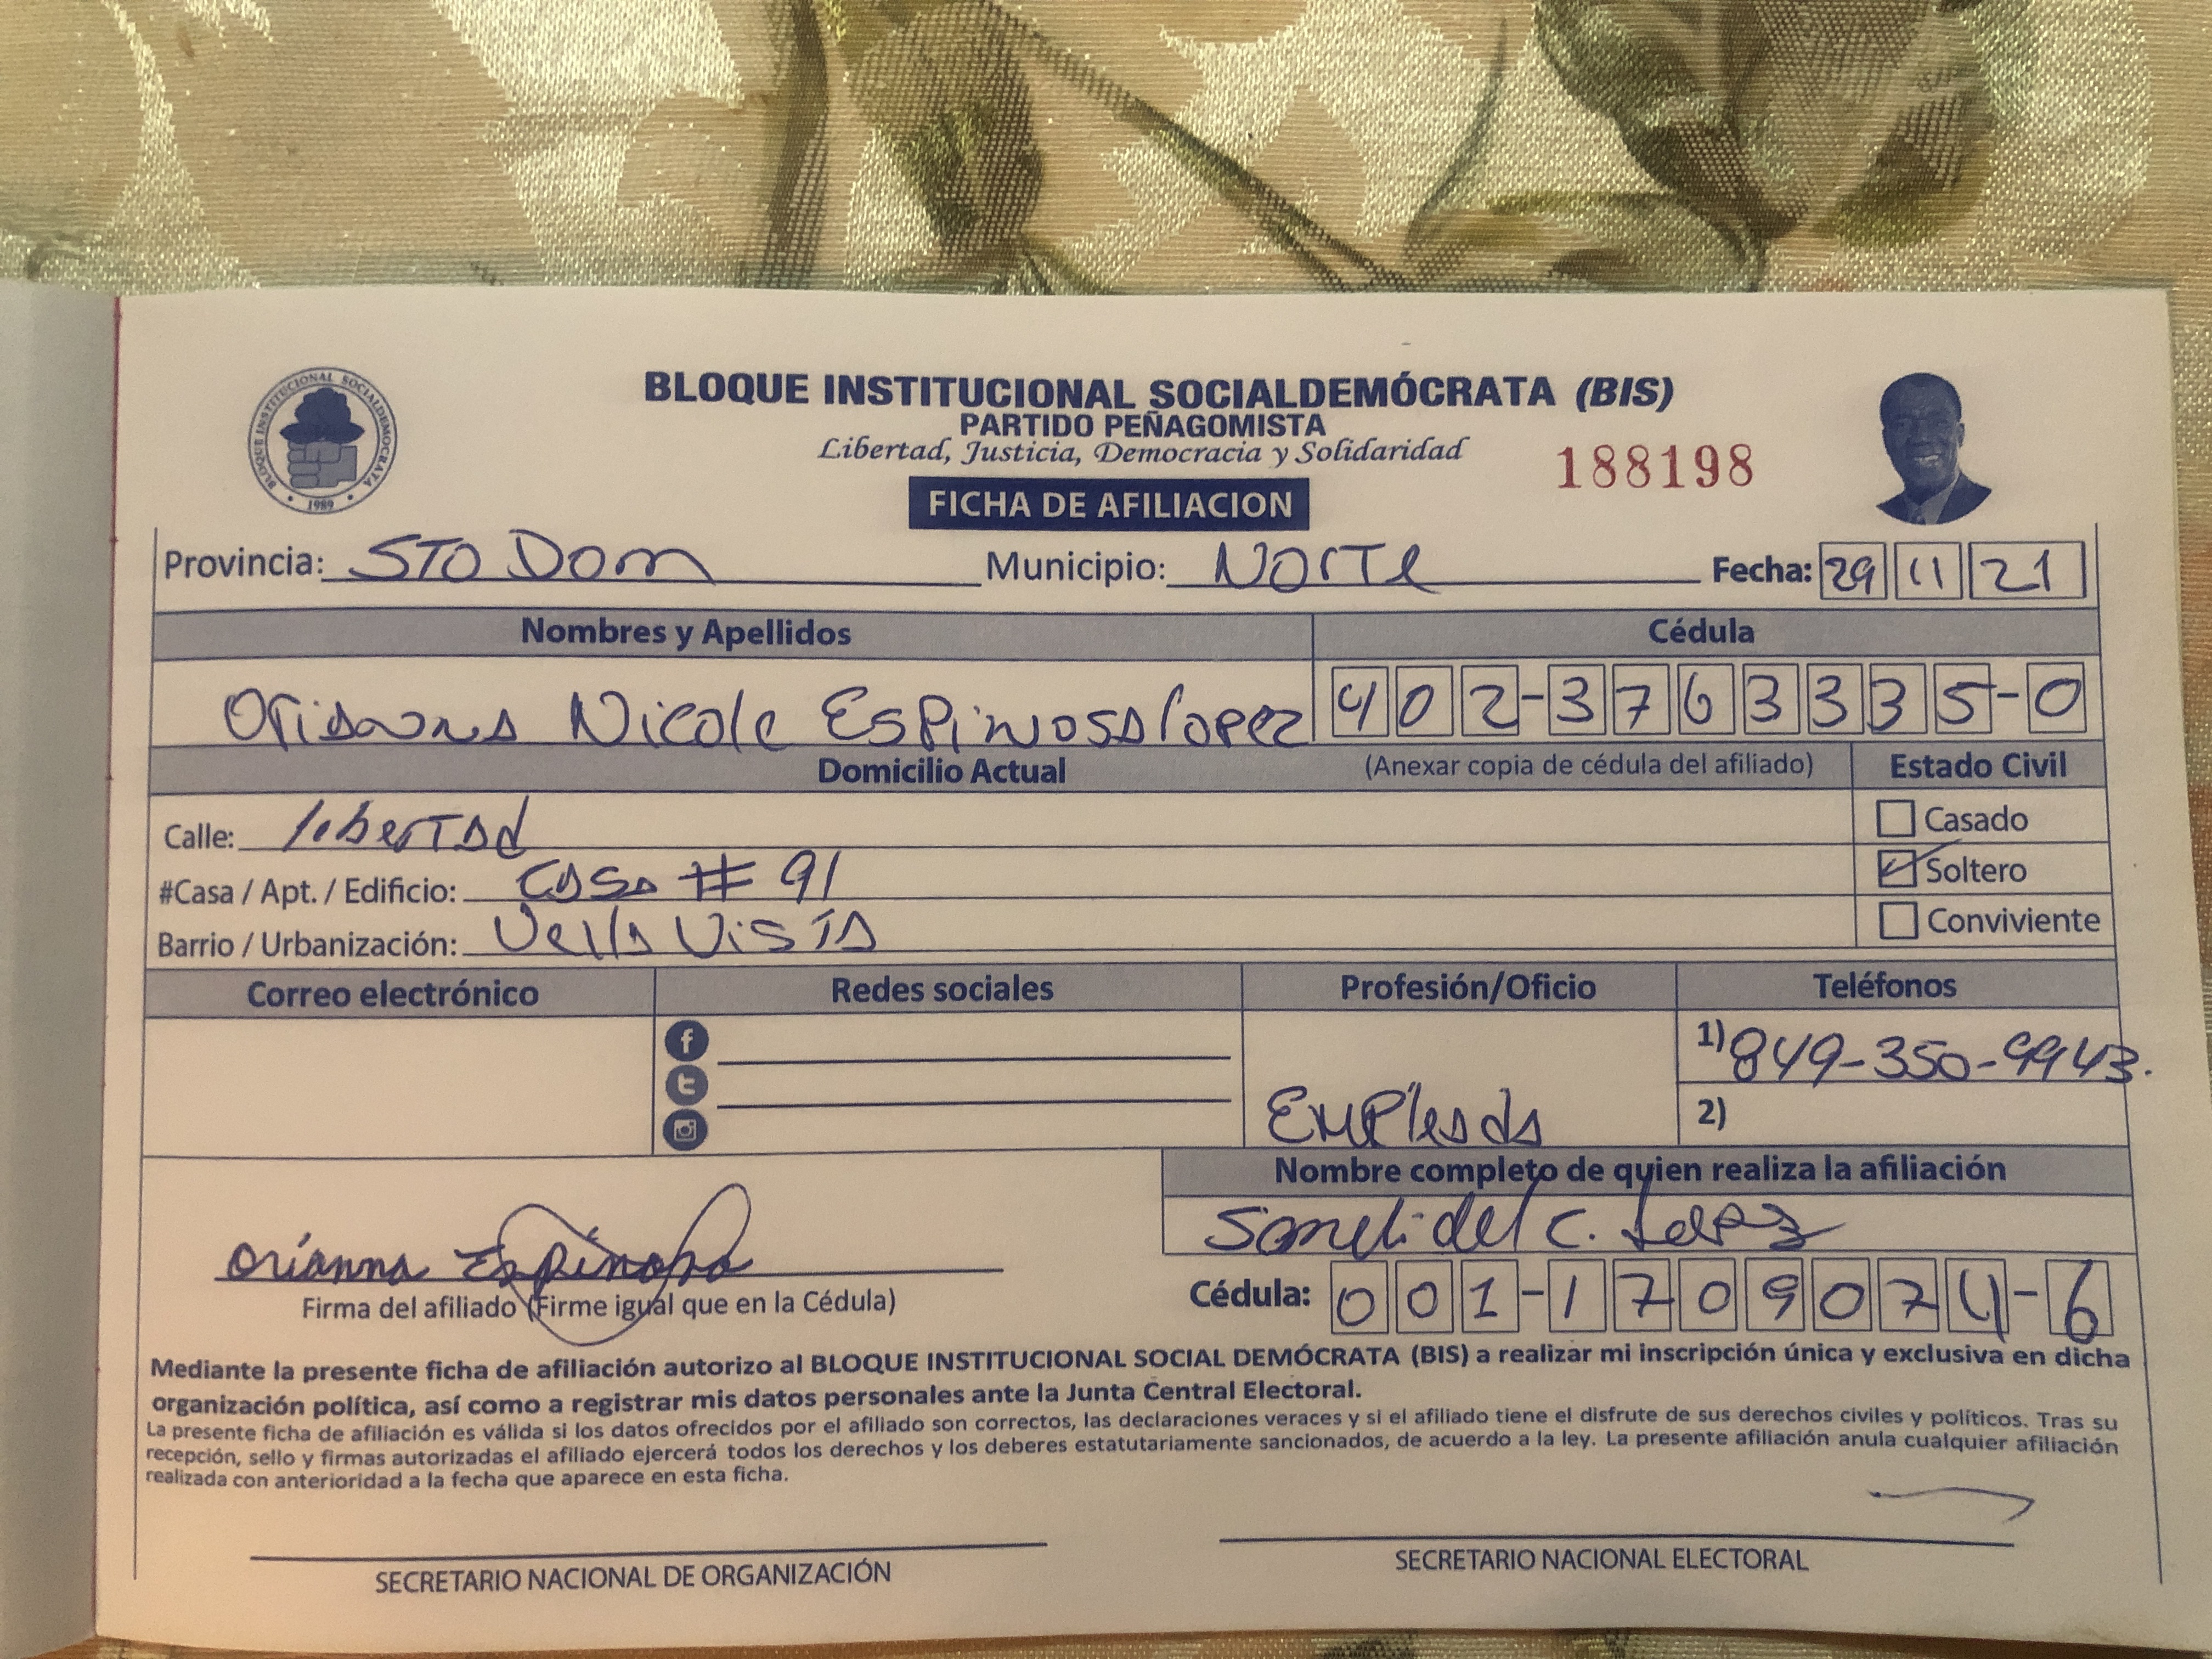 BLOQUE INSTITUCIONAL SOCIALDEMOCRATA
1989
BLOQUE INSTITUCIONAL SOCIALDEMÓCRATA (BIS)
PARTIDO PEÑAGOMISTA
Libertad, Justicia, Democracia y Solidaridad
188198
FICHA DE AFILIACION
Provincia: STO Dom Municipio: Norte Fecha: 29 11 21
Nombres y Apellidos Cédula
Orisanna Nicole Espinosa lopez 402-3763335-0
Domicilio Actual (Anexar copia de cédula del afiliado) Estado Civil
Calle: libertad Casado
#Casa / Apt. / Edificio: casa # 91 Soltero
Barrio / Urbanización: Vella Vista Conviviente
Correo electrónico Redes sociales Profesión/Oficio Teléfonos
1) 849-350-9943.
Empleada 2)
Nombre completo de quien realiza la afiliación
del C.
Orianna Espinosa
Firma del afiliado (Firme igual que en la Cédula) Cédula: 001-1709074-6
Mediante la presente ficha de afiliación autorizo al BLOQUE INSTITUCIONAL SOCIAL DEMÓCRATA (BIS) a realizar mi inscripción única y exclusiva en dicha
organización política, así como a registrar mis datos personales ante la Junta Central Electoral.
La presente ficha de afiliación es válida si los datos ofrecidos por el afiliado son correctos, las declaraciones veraces y si el afiliado tiene el disfrute de sus derechos civiles y políticos. Tras su
recepción, sello y firmas autorizadas el afiliado ejercerá todos los derechos y los deberes estatutariamente sancionados, de acuerdo a la ley. La presente afiliación anula cualquier afiliación
realizada con anterioridad a la fecha que aparece en esta ficha.
SECRETARIO NACIONAL DE ORGANIZACIÓN SECRETARIO NACIONAL ELECTORAL